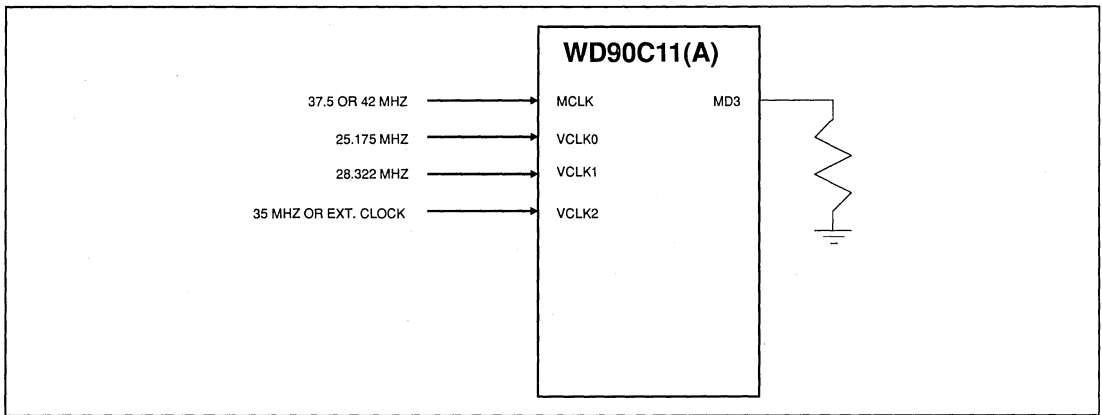 WD90C11(A)
37.5 OR 42 MHZ
MCLK
MD3
25.175 MHZ
VCLK0
28.322 MHZ
VCLK1
35 MHZ OR EXT. CLOCK
VCLK2